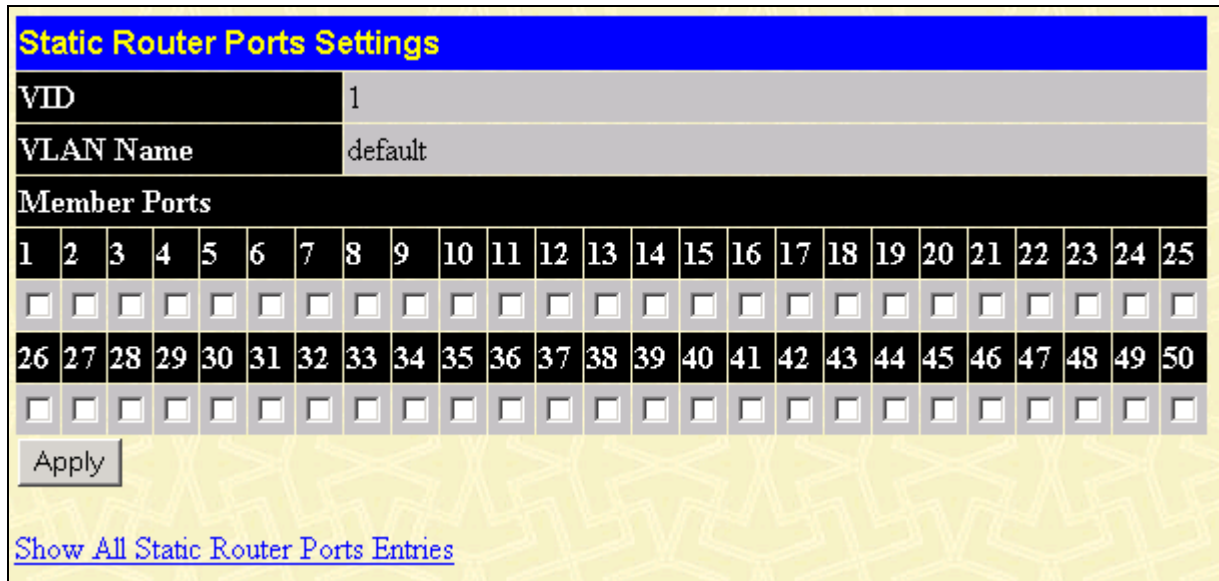 Static Router Ports Settings
VID 1
VLAN Name default
Member Ports
1 2 3 4 5 6 7 8 9 10 11 12 13 14 15 16 17 18 19 20 21 22 23 24 25
26 27 28 29 30 31 32 33 34 35 36 37 38 39 40 41 42 43 44 45 46 47 48 49 50
Apply
Show All Static Router Ports Entries